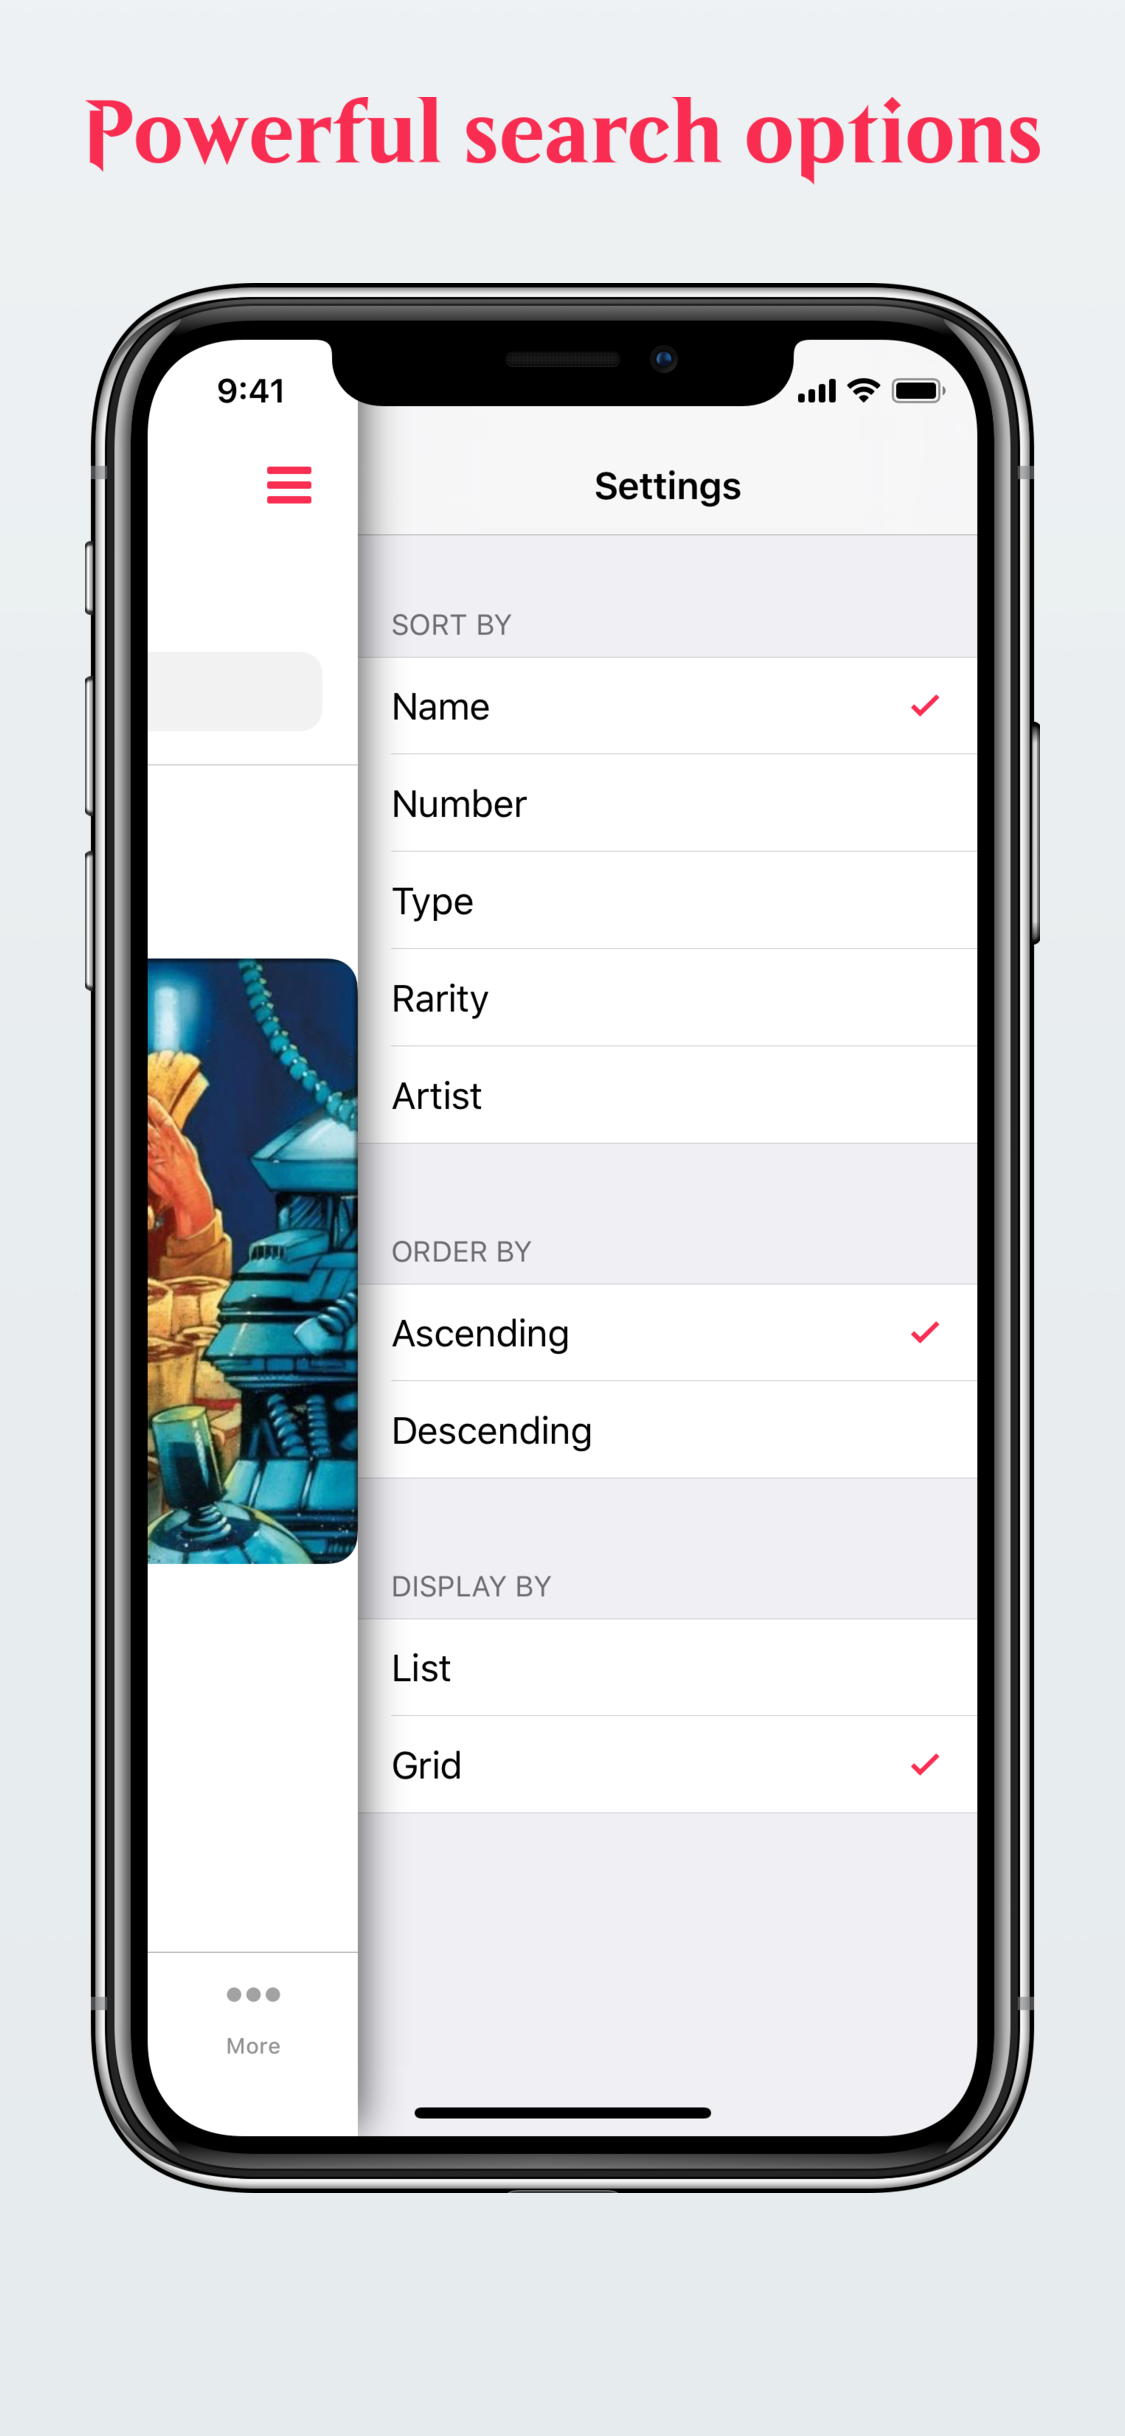 Powerful search options
9:41
Settings
SORT BY
Name
Number
Type
Rarity
Artist
ORDER BY
Ascending
Descending
DISPLAY BY
List
Grid
More